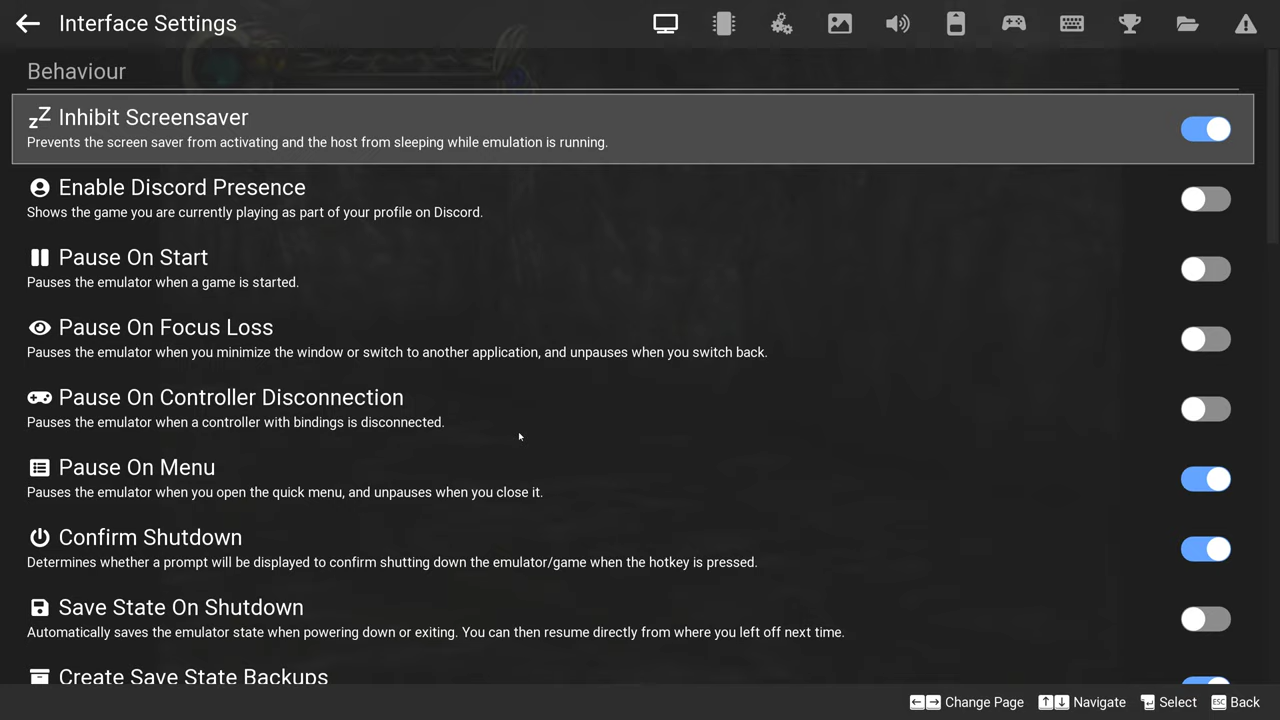 Interface Settings
Behaviour
zZ Inhibit Screensaver
Prevents the screen saver from activating and the host from sleeping while emulation is running.
Enable Discord Presence
Shows the game you are currently playing as part of your profile on Discord.
Pause On Start
Pauses the emulator when a game is started.
Pause On Focus Loss
Pauses the emulator when you minimize the window or switch to another application, and unpauses when you switch back.
Pause On Controller Disconnection
Pauses the emulator when a controller with bindings is disconnected.
Pause On Menu
Pauses the emulator when you open the quick menu, and unpauses when you close it.
Confirm Shutdown
Determines whether a prompt will be displayed to confirm shutting down the emulator/game when the hotkey is pressed.
Save State On Shutdown
Automatically saves the emulator state when powering down or exiting. You can then resume directly from where you left off next time.
Create Save State Backups
Change Page Navigate Select ESC Back